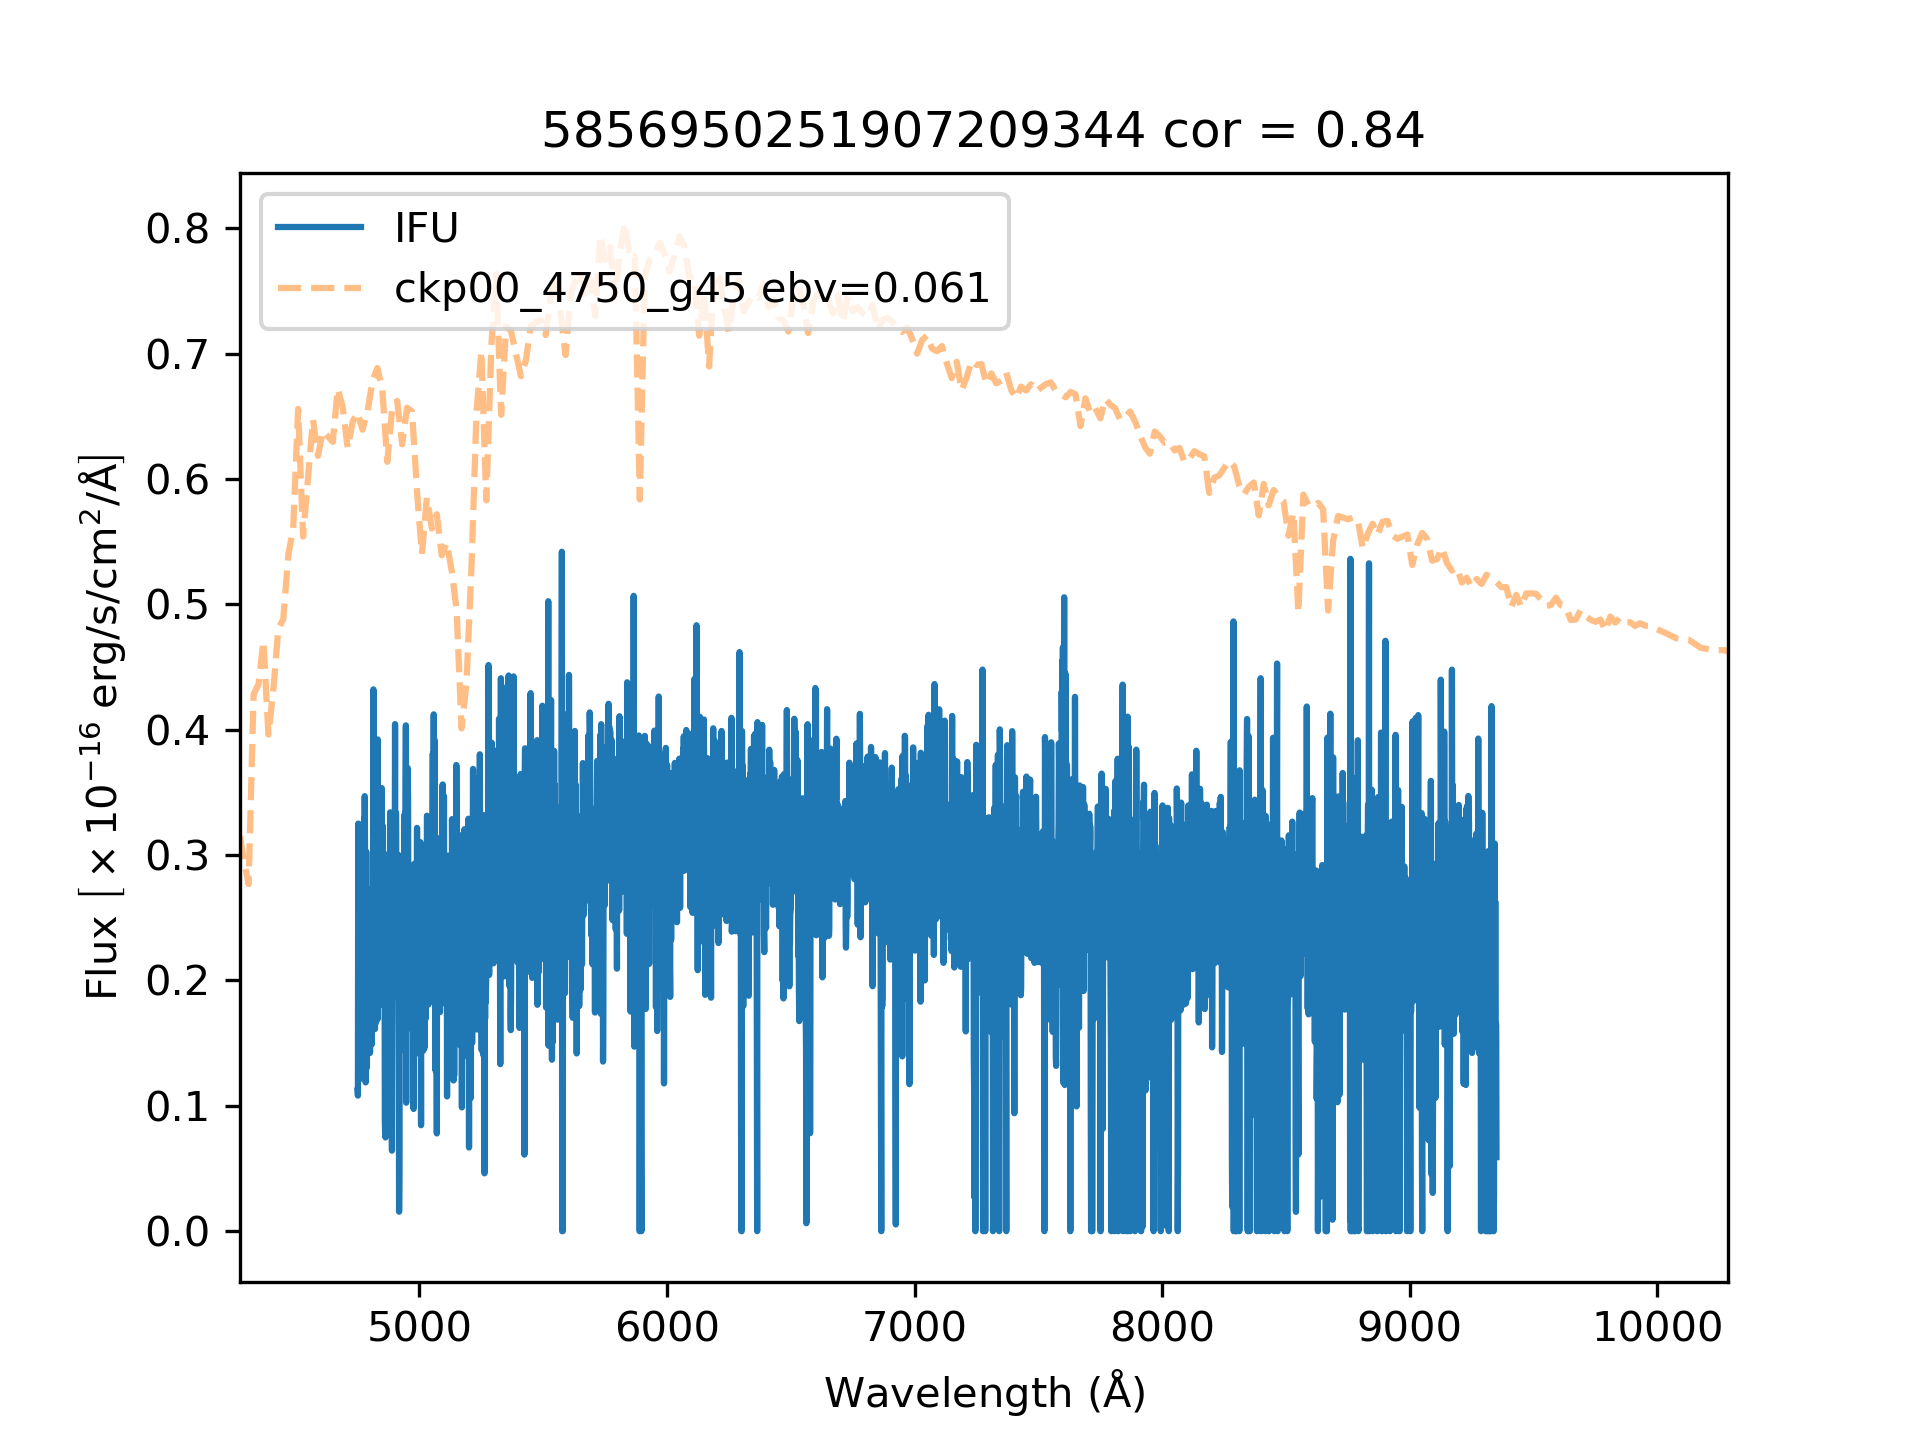 5856950251907209344 cor = 0.84
IFU
ckp00_4750_g45 ebv=0.061
0.8
0.7
0.6
0.5
0.4
0.3
0.2
0.1
0.0
Flux [× 10⁻¹⁶ erg/s/cm²/Å]
5000 6000 7000 8000 9000 10000
Wavelength (Å)